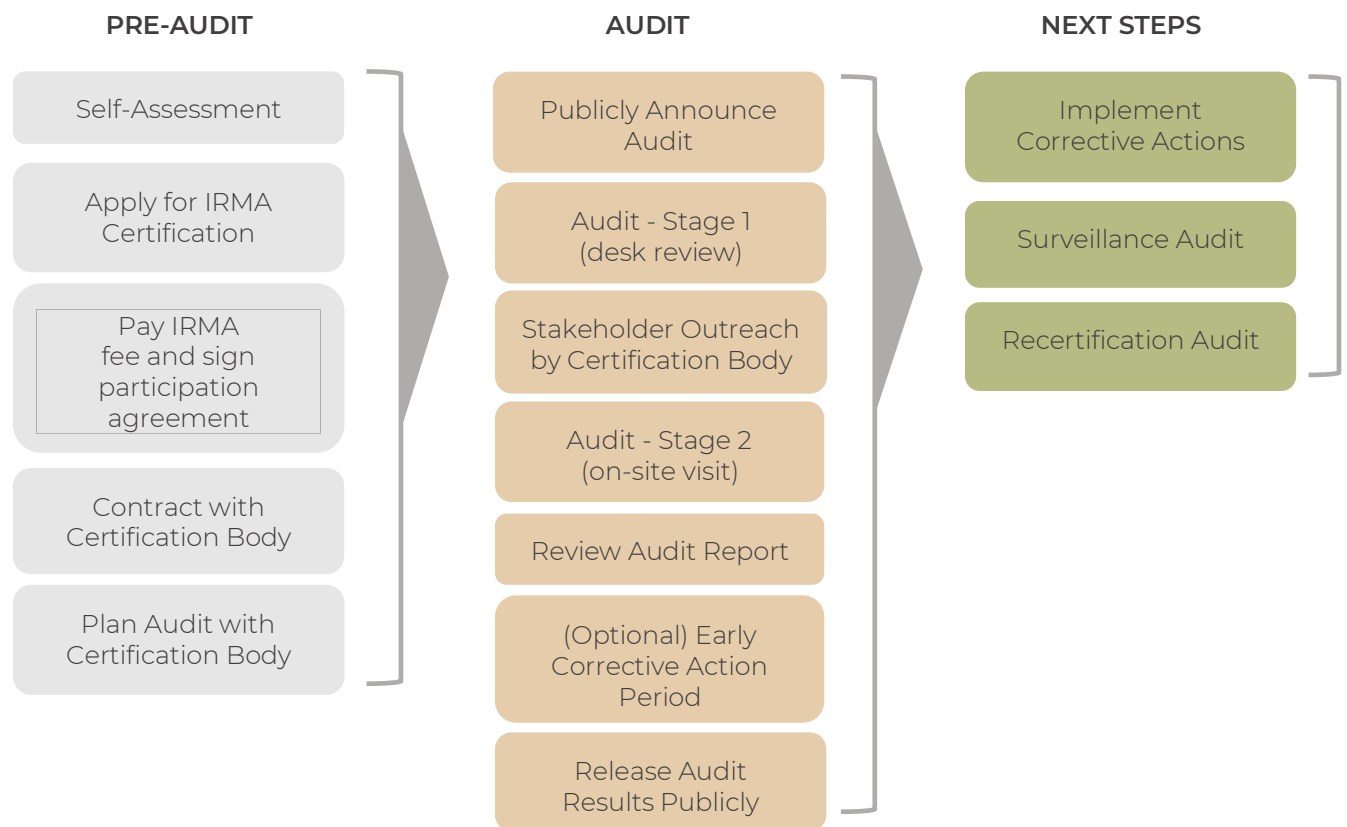 PRE-AUDIT
Self-Assessment
Apply for IRMA
Certification
Pay IRMA
fee and sign
participation
agreement
Contract with
Certification Body
Plan Audit with
Certification Body
AUDIT
Publicly Announce
Audit
Audit - Stage 1
(desk review)
Stakeholder Outreach
by Certification Body
Audit - Stage 2
(on-site visit)
Review Audit Report
(Optional) Early
Corrective Action
Period
Release Audit
Results Publicly
NEXT STEPS
Implement
Corrective Actions
Surveillance Audit
Recertification Audit